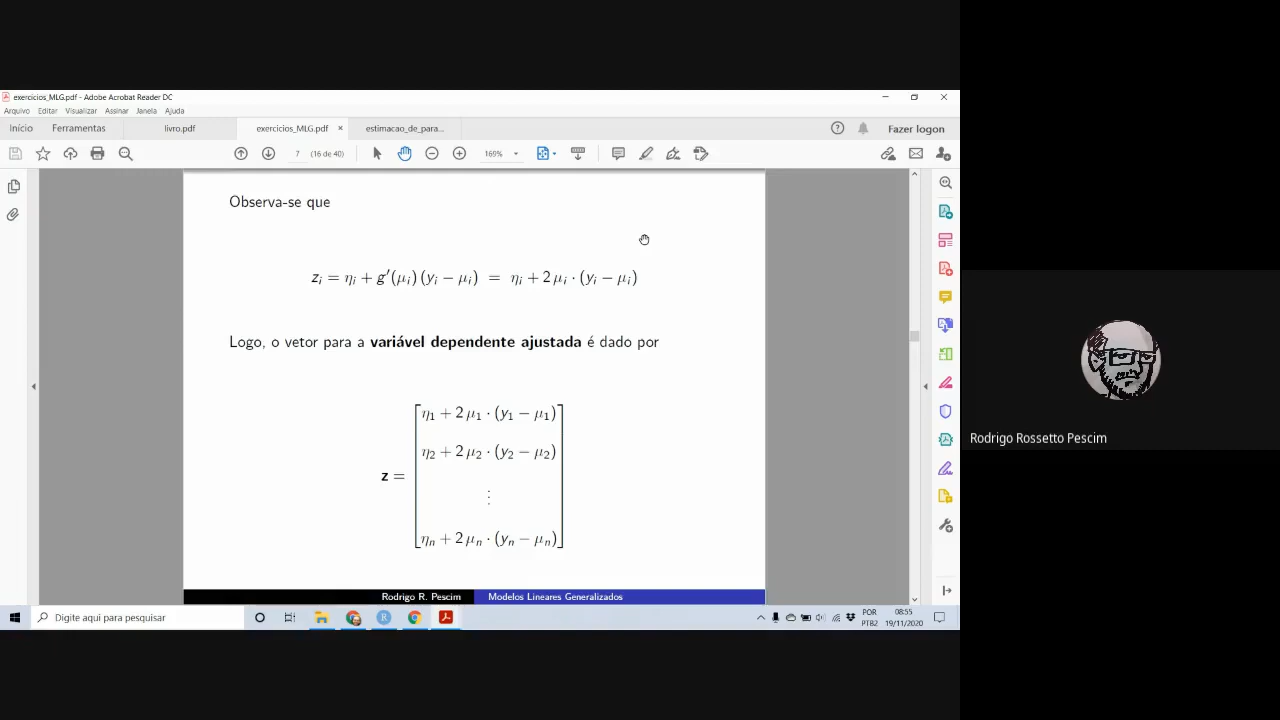 exercicios_MLG.pdf - Adobe Acrobat Reader DC
Arquivo Editar Visualizar Assinar Janela Ajuda
Início Ferramentas livro.pdf exercicios_MLG.pdf × estimacao_de_para... Fazer logon
7 (16 de 40) 169%
Observa-se que
zᵢ = ηᵢ + g′(μᵢ) (yᵢ − μᵢ) = ηᵢ + 2 μᵢ · (yᵢ − μᵢ)
Logo, o vetor para a variável dependente ajustada é dado por
η₁ + 2 μ₁ · (y₁ − μ₁)
η₂ + 2 μ₂ · (y₂ − μ₂)
z =
⋮
ηₙ + 2 μₙ · (yₙ − μₙ)
Rodrigo R. Pescim Modelos Lineares Generalizados
Digite aqui para pesquisar
POR 08:55
PTB2 19/11/2020
Rodrigo Rossetto Pescim